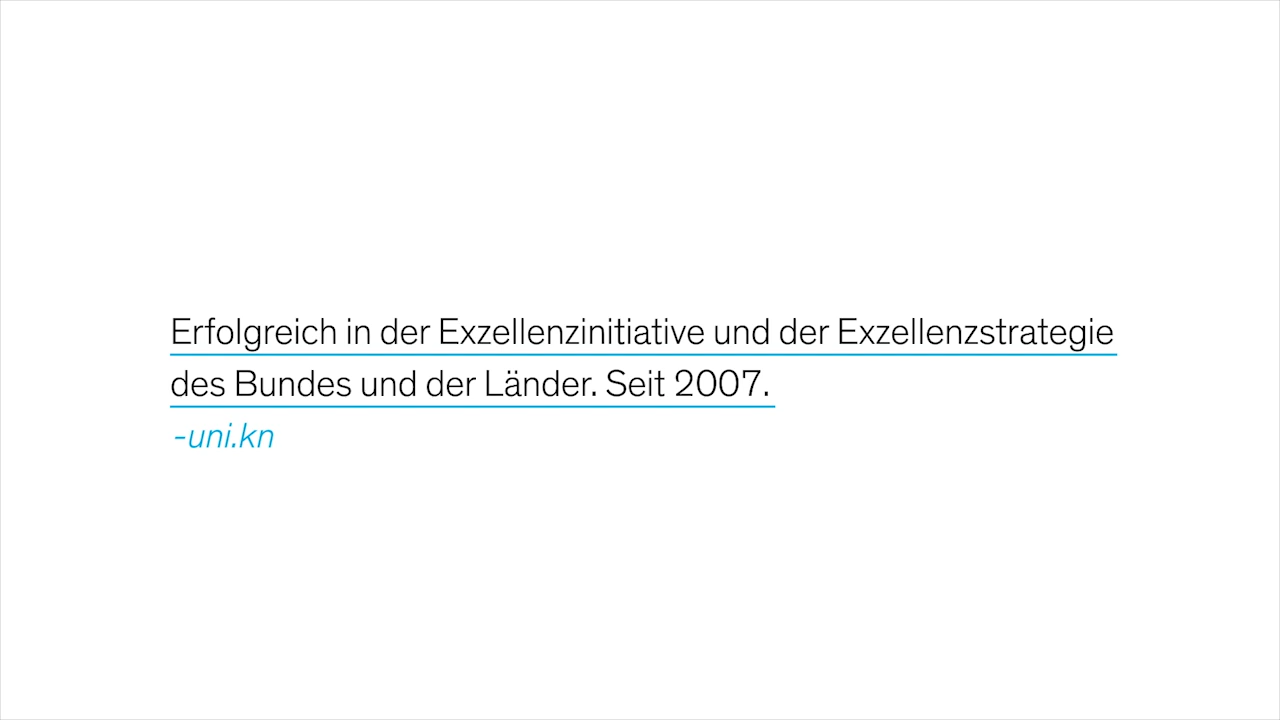 Erfolgreich in der Exzellenzinitiative und der Exzellenzstrategie
des Bundes und der Länder. Seit 2007.
-uni.kn